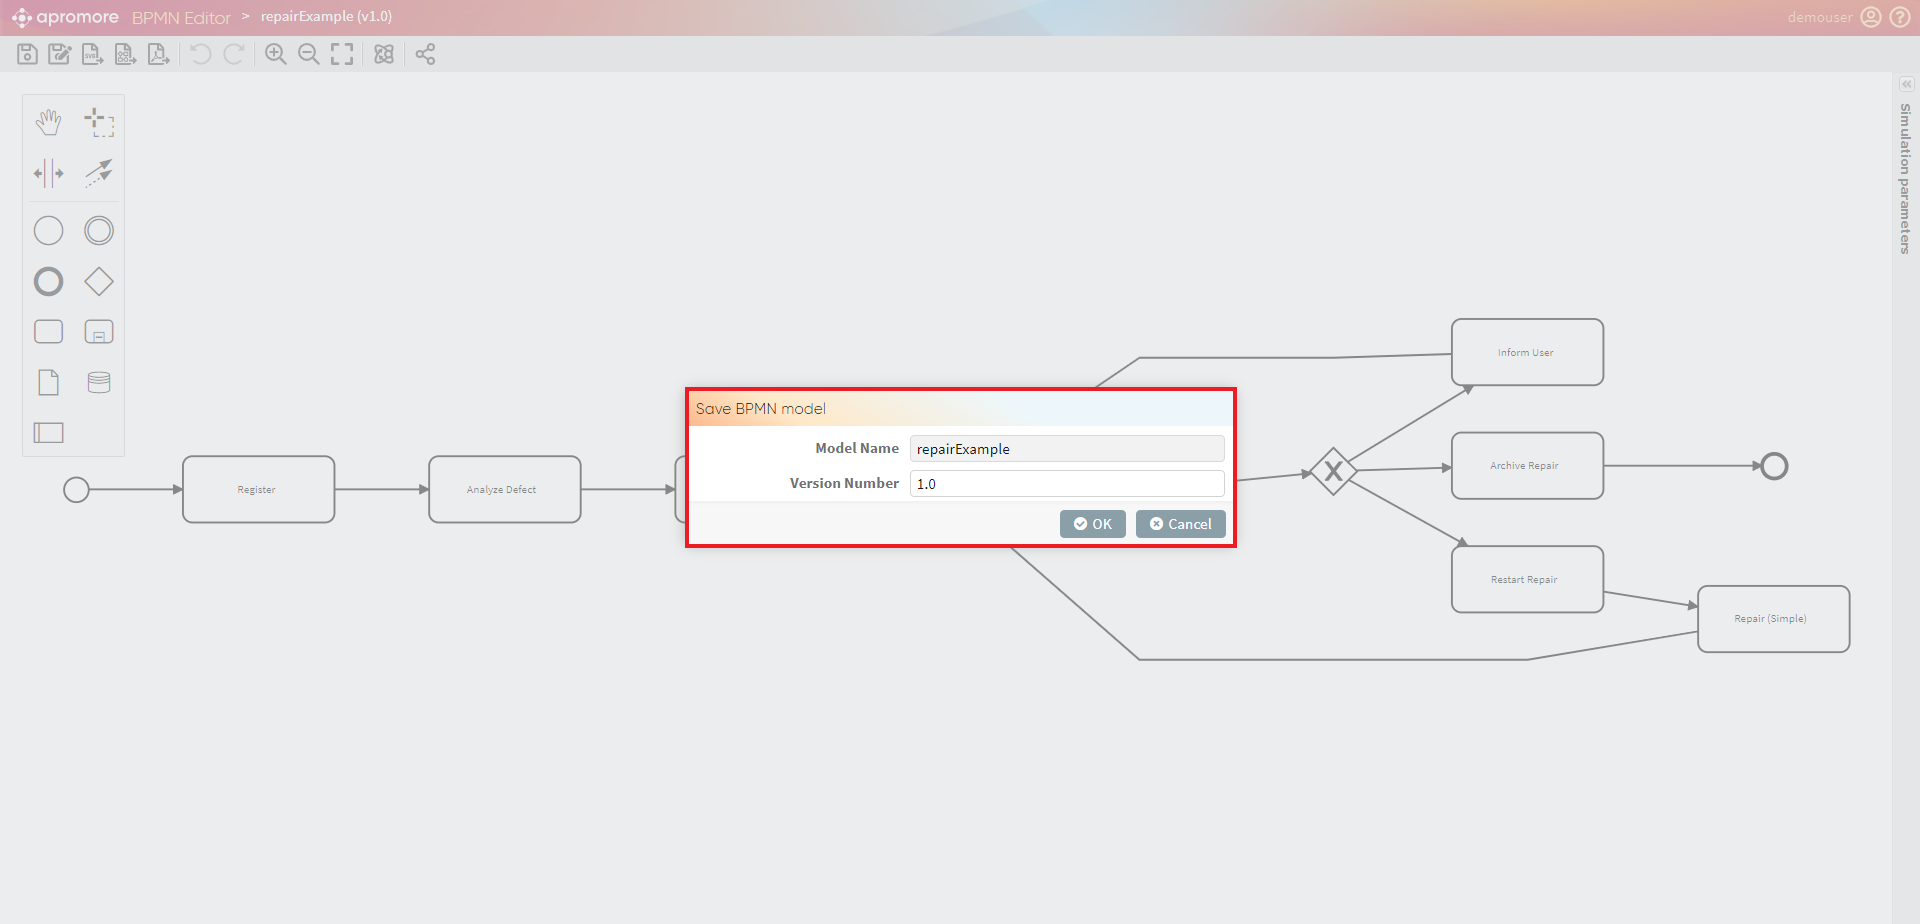 apromore BPMN Editor > repairExample (v1.0)
demouser
Simulation parameters
Inform User
Save BPMN model
Model Name repairExample
Version Number 1.0
OK Cancel
Register
Analyze Defect
X
Archive Repair
Restart Repair
Repair (Simple)